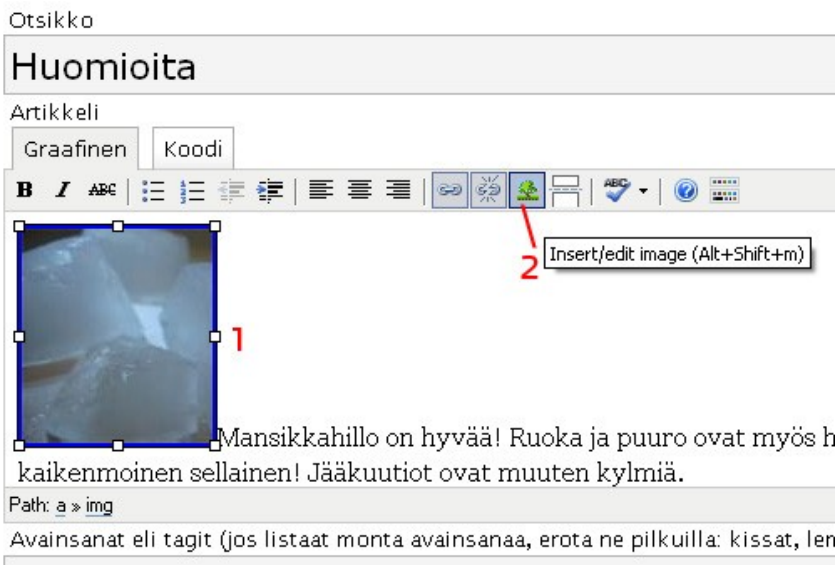 Otsikko
Huomioita
Artikkeli
Graafinen Koodi
B I ABC ABC
2 Insert/edit image (Alt+Shift+m)
1
Mansikkahillo on hyvää! Ruoka ja puuro ovat myös h
kaikenmoinen sellainen! Jääkuutiot ovat muuten kylmiä.
Path: a » img
Avainsanat eli tagit (jos listaat monta avainsanaa, erota ne pilkuilla: kissat, len